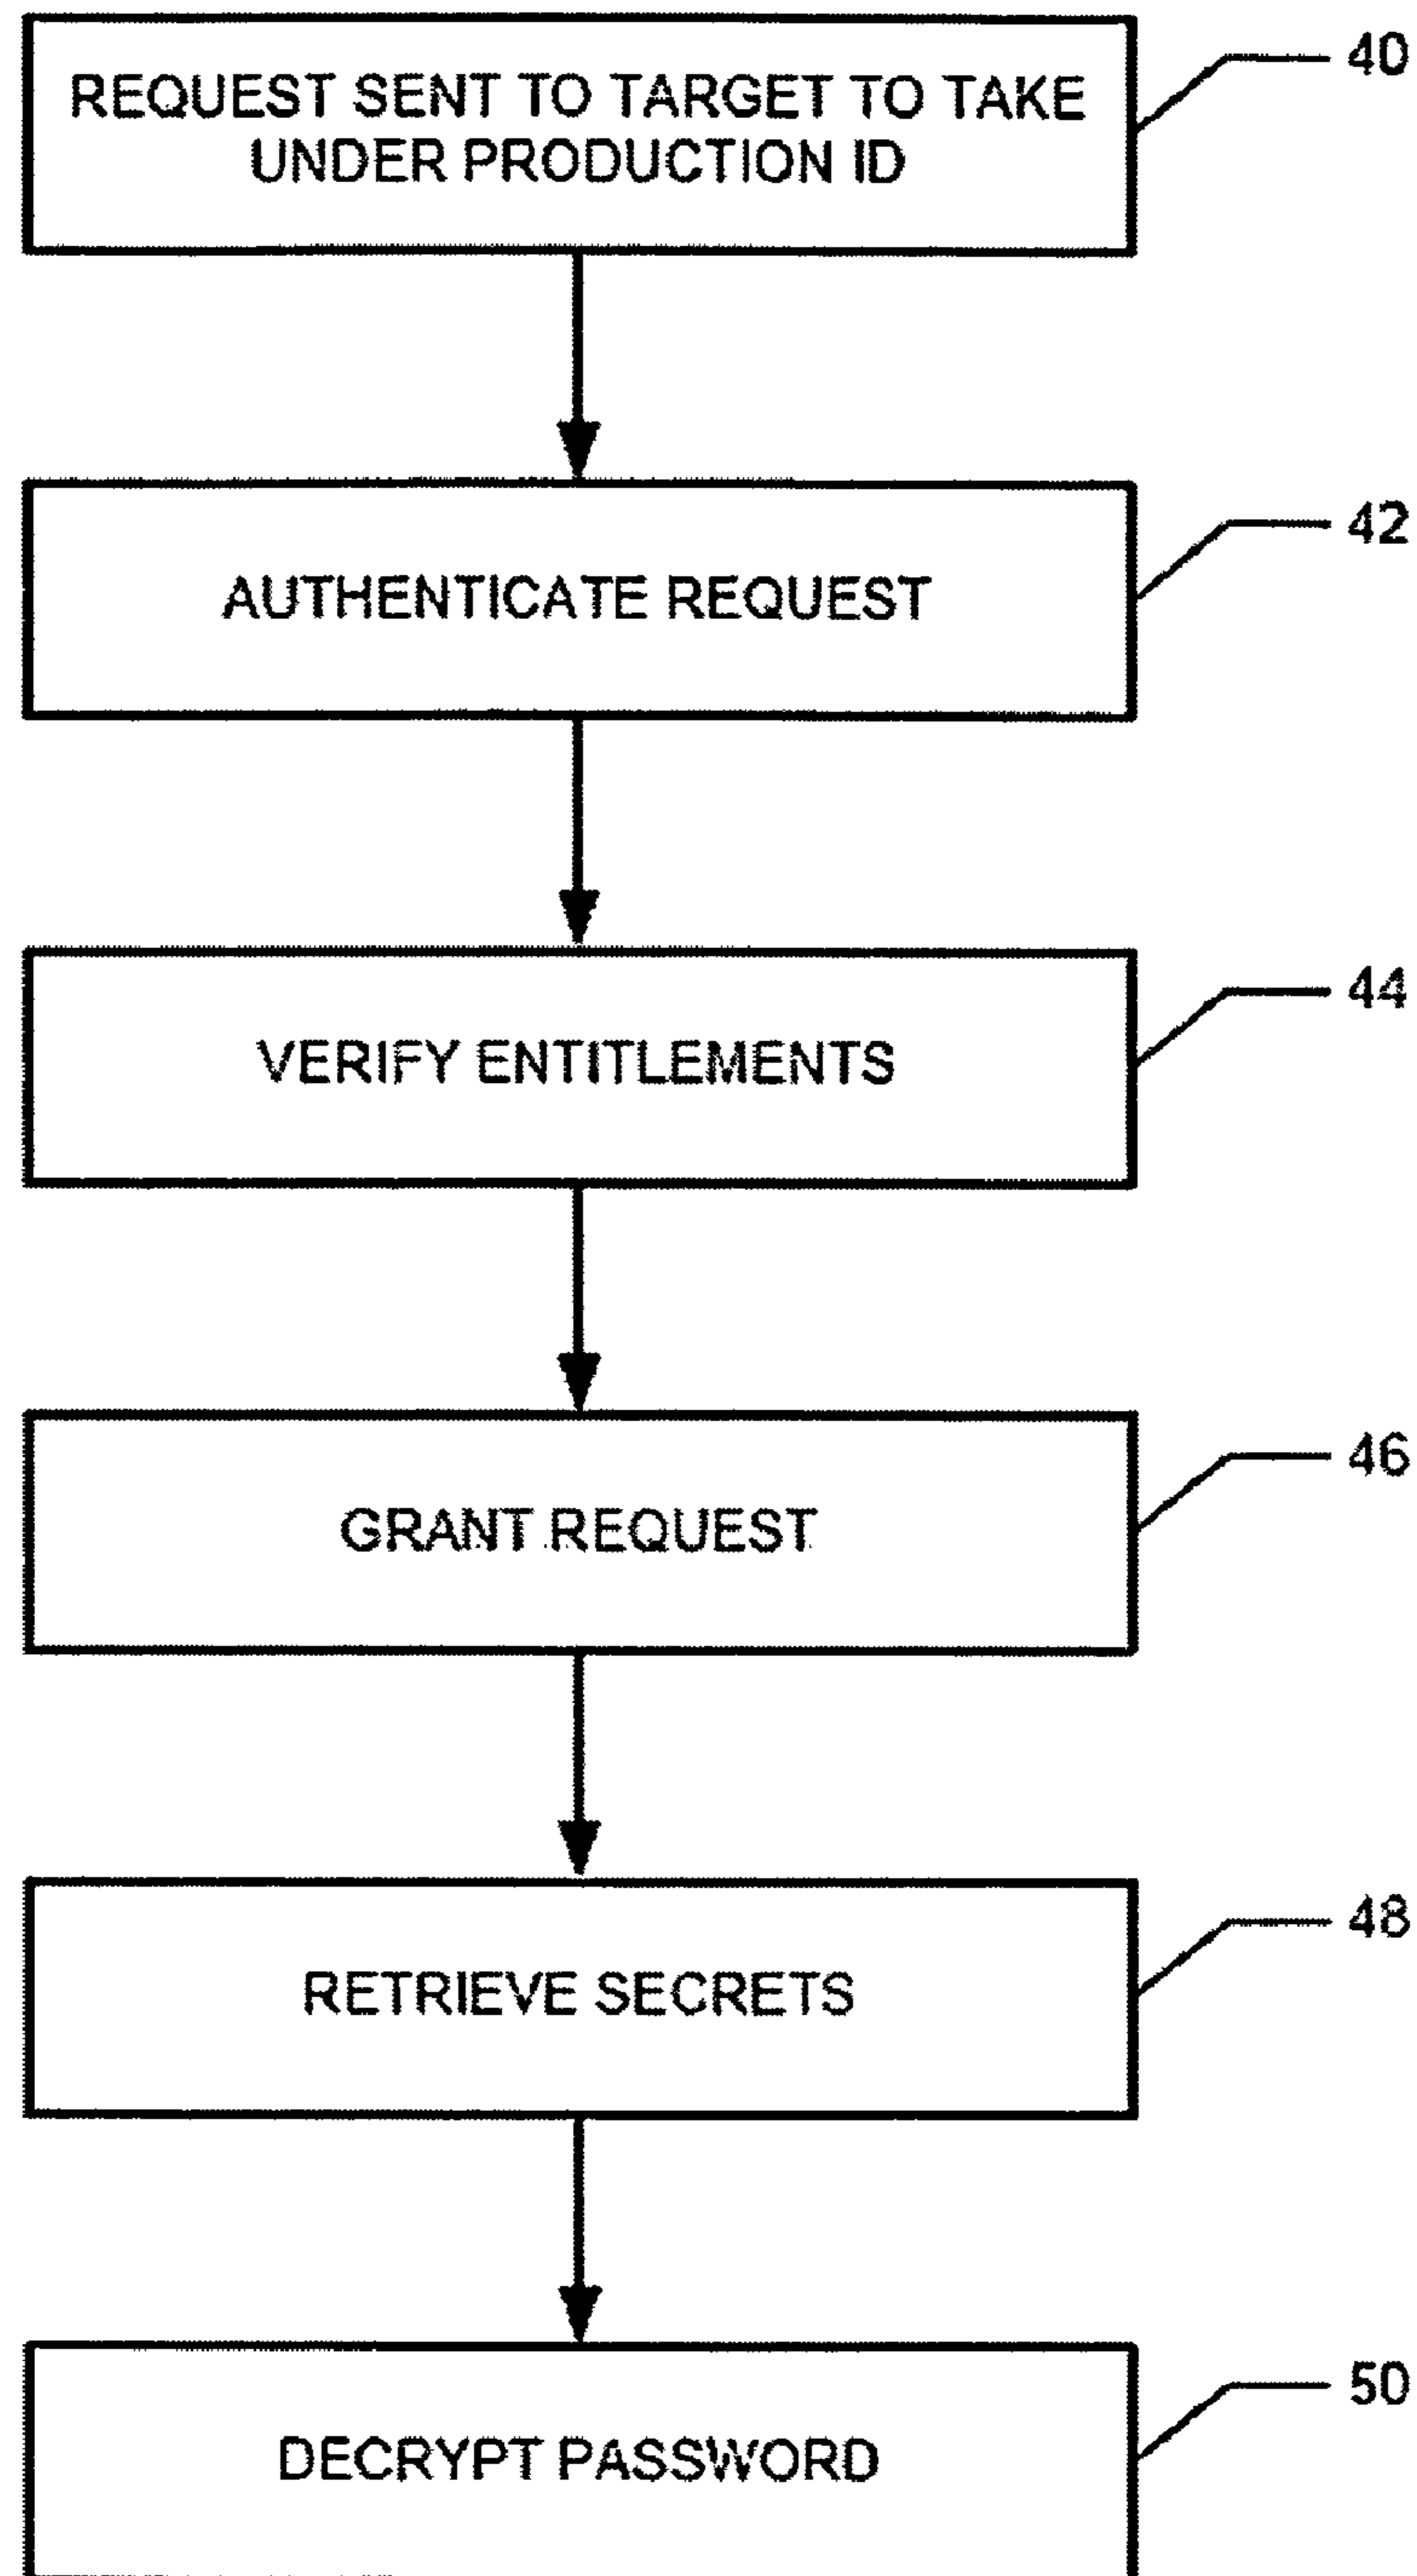 REQUEST SENT TO TARGET TO TAKE
UNDER PRODUCTION ID
40
AUTHENTICATE REQUEST
42
VERIFY ENTITLEMENTS
44
GRANT REQUEST
46
RETRIEVE SECRETS
48
DECRYPT PASSWORD
50